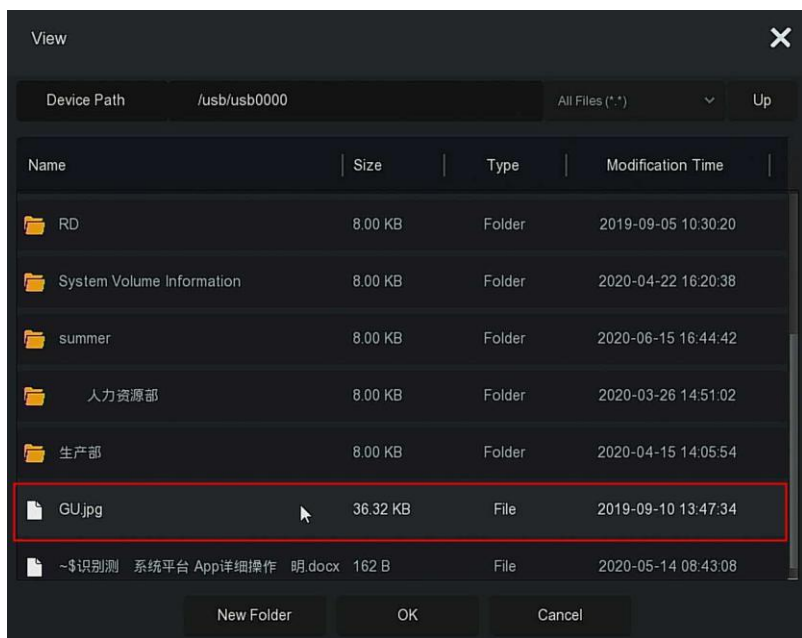 View
Device Path /usb/usb0000 All Files (*.*) Up
Name Size Type Modification Time
RD 8.00 KB Folder 2019-09-05 10:30:20
System Volume Information 8.00 KB Folder 2020-04-22 16:20:38
summer 8.00 KB Folder 2020-06-15 16:44:42
人力资源部 8.00 KB Folder 2020-03-26 14:51:02
生产部 8.00 KB Folder 2020-04-15 14:05:54
GU.jpg 36.32 KB File 2019-09-10 13:47:34
~$识别测 系统平台 App详细操作 明.docx 162 B File 2020-05-14 08:43:08
New Folder OK Cancel